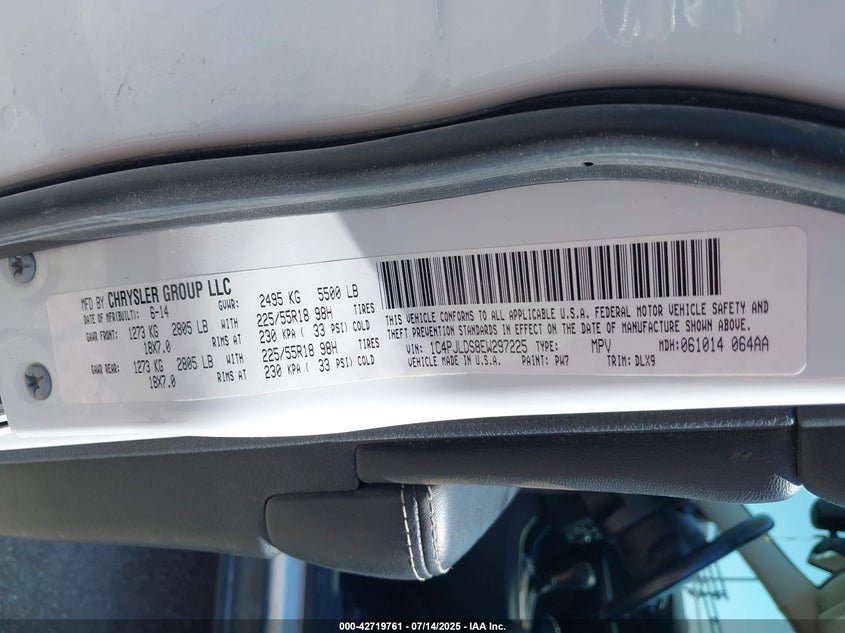 MFD BY CHRYSLER GROUP LLC
DATE OF MFR(BUILT): 6-14 GVWR: 2495 KG 5500 LB
GAWR FRONT: 1273 KG 2805 LB WITH 225/55R18 98H TIRES
18X7.0 RIMS AT 230 KPA ( 33 PSI) COLD
GAWR REAR: 1273 KG 2805 LB WITH 225/55R18 98H TIRES
18X7.0 RIMS AT 230 KPA ( 33 PSI) COLD
THIS VEHICLE CONFORMS TO ALL APPLICABLE U.S.A. FEDERAL MOTOR VEHICLE SAFETY AND
THEFT PREVENTION STANDARDS IN EFFECT ON THE DATE OF MANUFACTURE SHOWN ABOVE.
VIN: 1C4PJLDS8EW297225 TYPE: MPV MDH: 061014 064AA
VEHICLE MADE IN U.S.A. PAINT: PW7 TRIM: DLX9
000-42719761 / 07/14/2025 - IAA Inc.